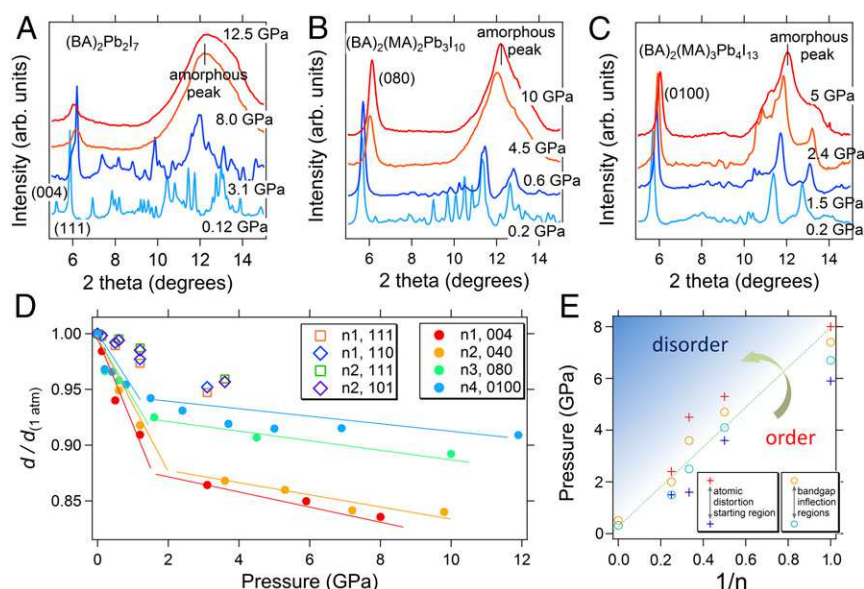 A
(BA)2Pb2I7
12.5 GPa
amorphous
peak
8.0 GPa
(004)
3.1 GPa
(111)
0.12 GPa
Intensity (arb. units)
6 8 10 12 14
2 theta (degrees)
B
(BA)2(MA)2Pb3I10
amorphous
peak
(080)
10 GPa
4.5 GPa
0.6 GPa
0.2 GPa
Intensity (arb. units)
6 8 10 12 14
2 theta (degrees)
C
(BA)2(MA)3Pb4I13
amorphous
peak
(0100)
5 GPa
2.4 GPa
1.5 GPa
0.2 GPa
Intensity (arb. units)
6 8 10 12 14
2 theta (degrees)
D
n1, 111
n1, 110
n2, 111
n2, 101
n1, 004
n2, 040
n3, 080
n4, 0100
1.00
0.95
0.90
0.85
d / d(1 atm)
0 2 4 6 8 10 12
Pressure (GPa)
E
8
6
4
2
0
Pressure (GPa)
disorder
order
atomic
distortion
starting region
bandgap
inflection
regions
0.0 0.2 0.4 0.6 0.8 1.0
1/n